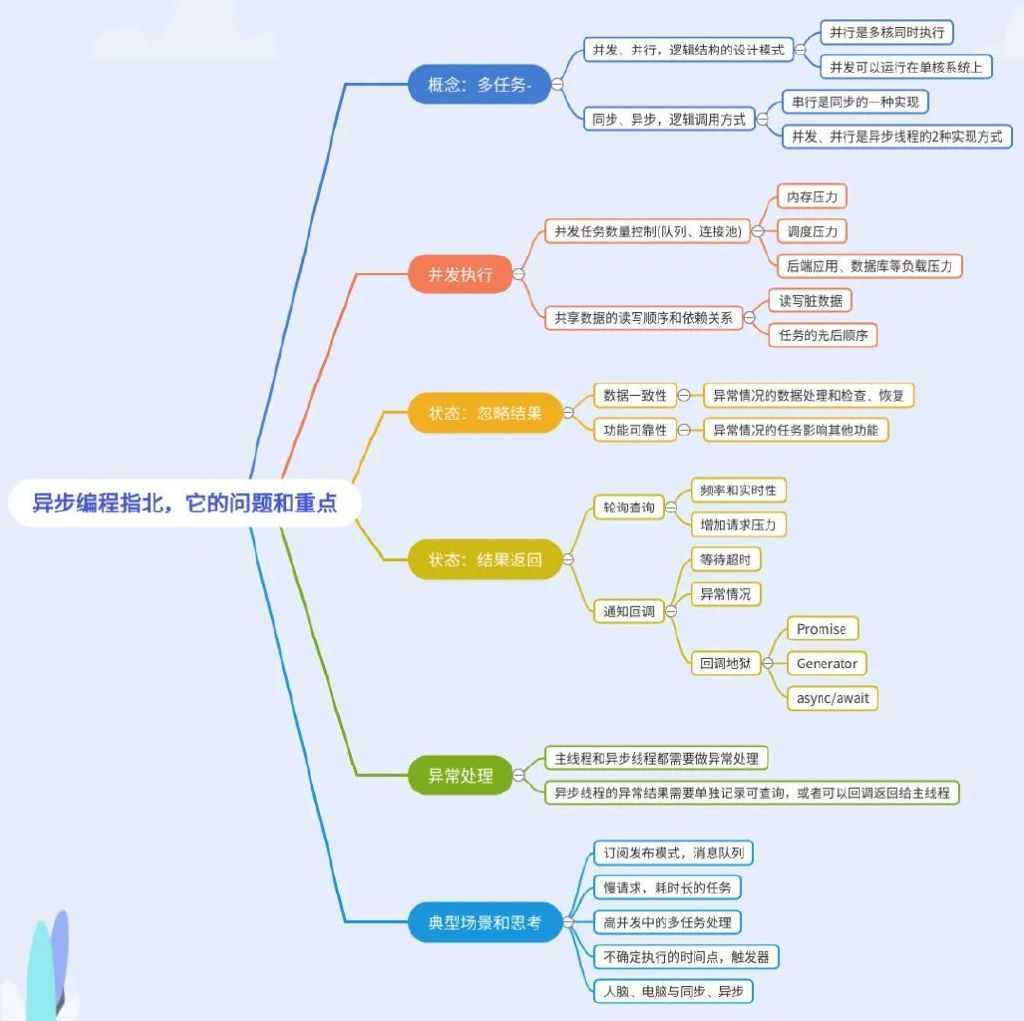 异步编程指北，它的问题和重点
概念：多任务-
并发、并行，逻辑结构的设计模式
并行是多核同时执行
并发可以运行在单核系统上
同步、异步，逻辑调用方式
串行是同步的一种实现
并发、并行是异步线程的2种实现方式
并发执行
并发任务数量控制(队列、连接池)
内存压力
调度压力
后端应用、数据库等负载压力
共享数据的读写顺序和依赖关系
读写脏数据
任务的先后顺序
状态：忽略结果
数据一致性
异常情况的数据处理和检查、恢复
功能可靠性
异常情况的任务影响其他功能
状态：结果返回
轮询查询
频率和实时性
增加请求压力
通知回调
等待超时
异常情况
回调地狱
Promise
Generator
async/await
异常处理
主线程和异步线程都需要做异常处理
异步线程的异常结果需要单独记录可查询，或者可以回调返回给主线程
典型场景和思考
订阅发布模式，消息队列
慢请求，耗时长的任务
高并发中的多任务处理
不确定执行的时间点，触发器
人脑、电脑与同步、异步